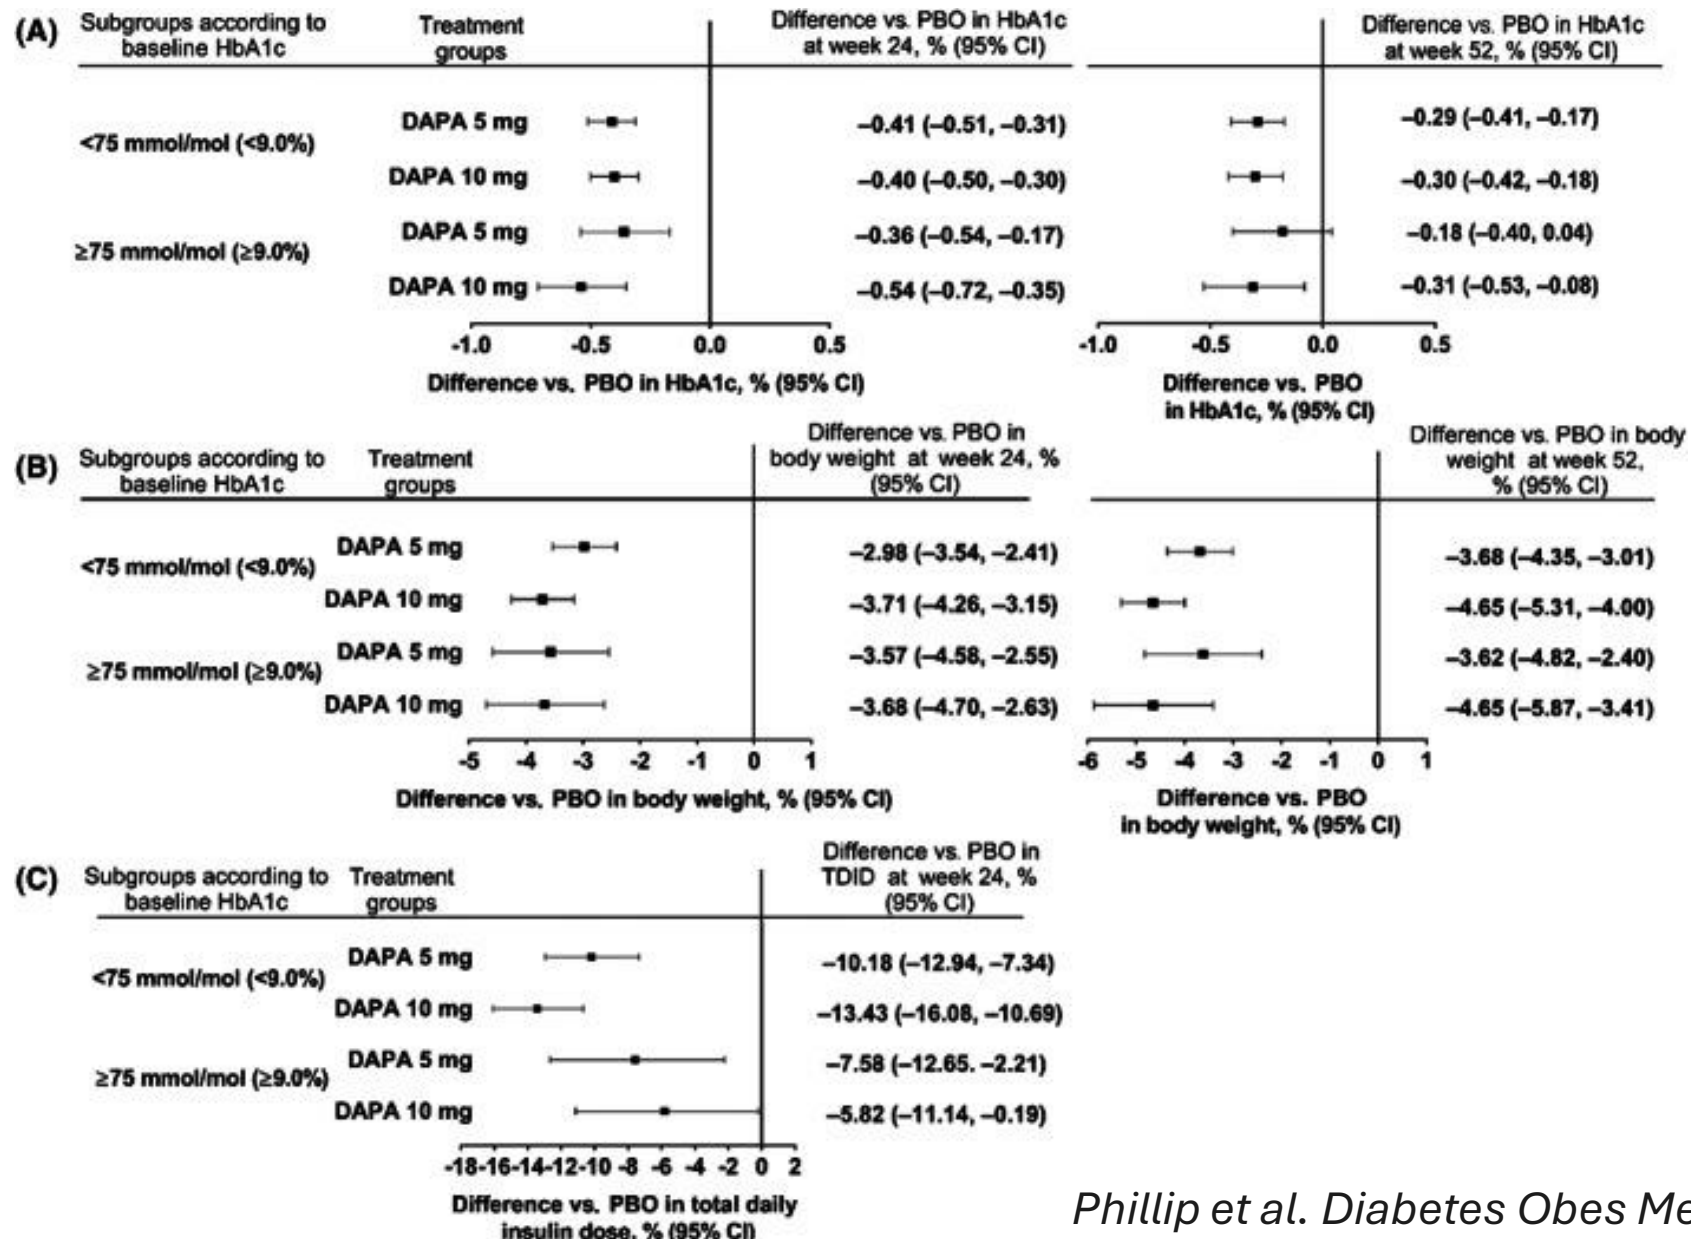 (A)
Subgroups according to
baseline HbA1c
Treatment
groups
Difference vs. PBO in HbA1c
at week 24, % (95% CI)
Difference vs. PBO in HbA1c
at week 52, % (95% CI)
<75 mmol/mol (<9.0%)
DAPA 5 mg
–0.41 (–0.51, –0.31)
–0.29 (–0.41, –0.17)
DAPA 10 mg
–0.40 (–0.50, –0.30)
–0.30 (–0.42, –0.18)
≥75 mmol/mol (≥9.0%)
DAPA 5 mg
–0.36 (–0.54, –0.17)
–0.18 (–0.40, 0.04)
DAPA 10 mg
–0.54 (–0.72, –0.35)
–0.31 (–0.53, –0.08)
-1.0 -0.5 0.0 0.5
-1.0 -0.5 0.0 0.5
Difference vs. PBO in HbA1c, % (95% CI)
Difference vs. PBO
in HbA1c, % (95% CI)
(B)
Subgroups according to
baseline HbA1c
Treatment
groups
Difference vs. PBO in
body weight at week 24, %
(95% CI)
Difference vs. PBO in body
weight at week 52,
% (95% CI)
<75 mmol/mol (<9.0%)
DAPA 5 mg
–2.98 (–3.54, –2.41)
–3.68 (–4.35, –3.01)
DAPA 10 mg
–3.71 (–4.26, –3.15)
–4.65 (–5.31, –4.00)
≥75 mmol/mol (≥9.0%)
DAPA 5 mg
–3.57 (–4.58, –2.55)
–3.62 (–4.82, –2.40)
DAPA 10 mg
–3.68 (–4.70, –2.63)
–4.65 (–5.87, –3.41)
-5 -4 -3 -2 -1 0 1
-6 -5 -4 -3 -2 -1 0 1
Difference vs. PBO in body weight, % (95% CI)
Difference vs. PBO
in body weight, % (95% CI)
(C)
Subgroups according to
baseline HbA1c
Treatment
groups
Difference vs. PBO in
TDID at week 24, %
(95% CI)
<75 mmol/mol (<9.0%)
DAPA 5 mg
–10.18 (–12.94, –7.34)
DAPA 10 mg
–13.43 (–16.08, –10.69)
≥75 mmol/mol (≥9.0%)
DAPA 5 mg
–7.58 (–12.65. –2.21)
DAPA 10 mg
–5.82 (–11.14, –0.19)
-18 -16 -14 -12 -10 -8 -6 -4 -2 0 2
Difference vs. PBO in total daily
insulin dose, % (95% CI)
Phillip et al. Diabetes Obes Me